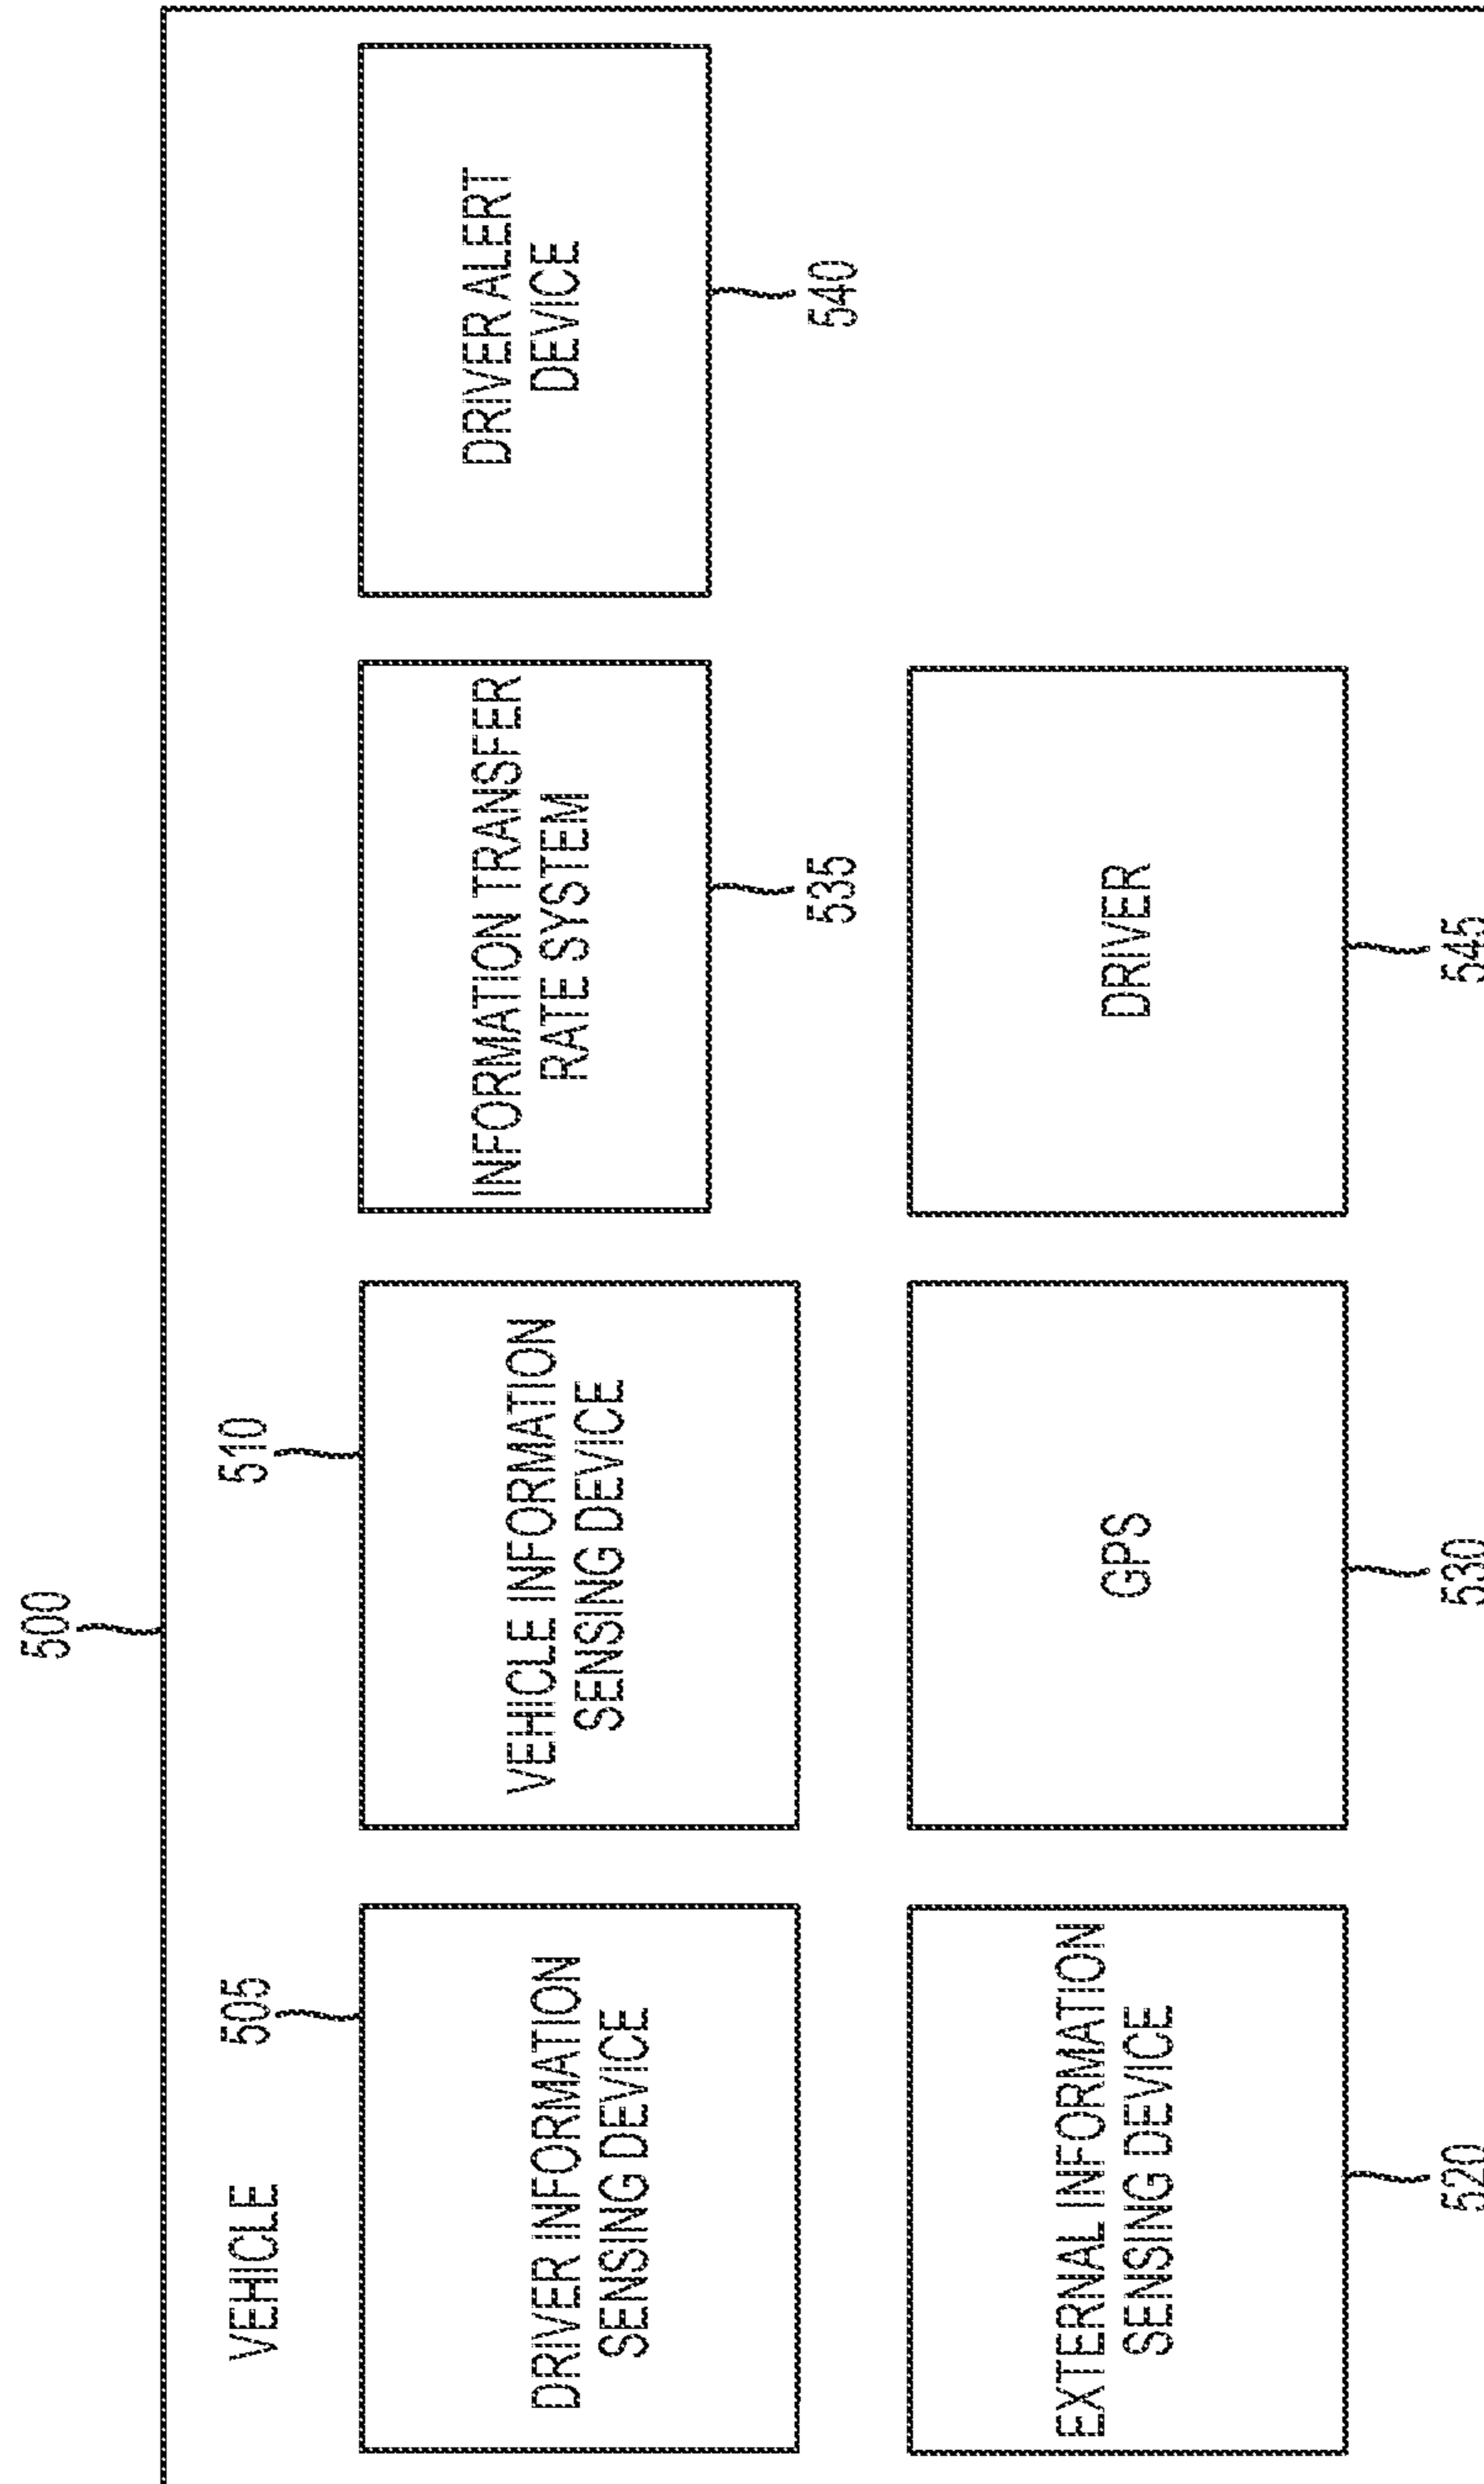 500
VEHICLE
505
510
DRIVER INFORMATION
SENSING DEVICE
VEHICLE INFORMATION
SENSING DEVICE
INFORMATION TRANSFER
RATE SYSTEM
DRIVER ALERT
DEVICE
535
540
EXTERNAL INFORMATION
SENSING DEVICE
GPS
DRIVER
520
530
545